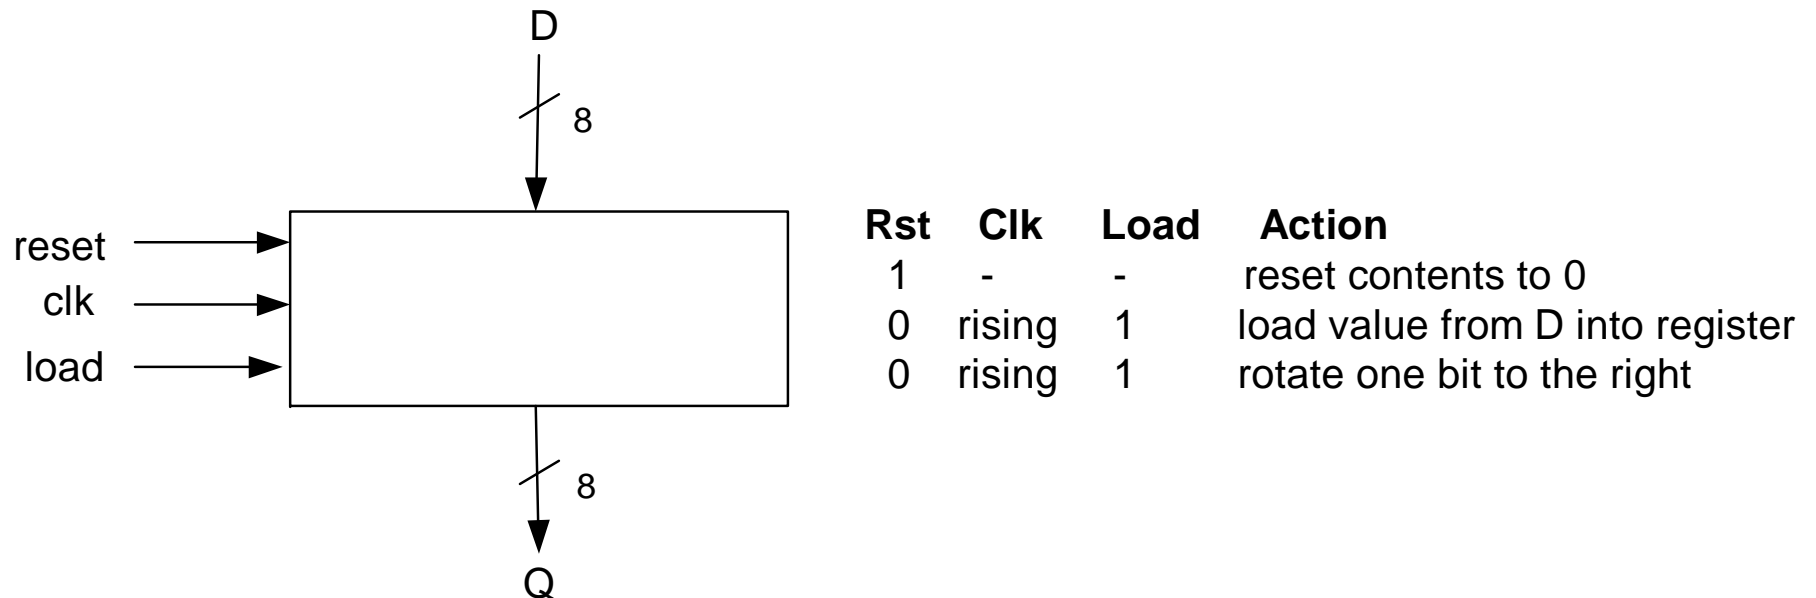 D
8
reset
clk
load
Rst Clk Load Action
1 - - reset contents to 0
0 rising 1 load value from D into register
0 rising 1 rotate one bit to the right
8
Q